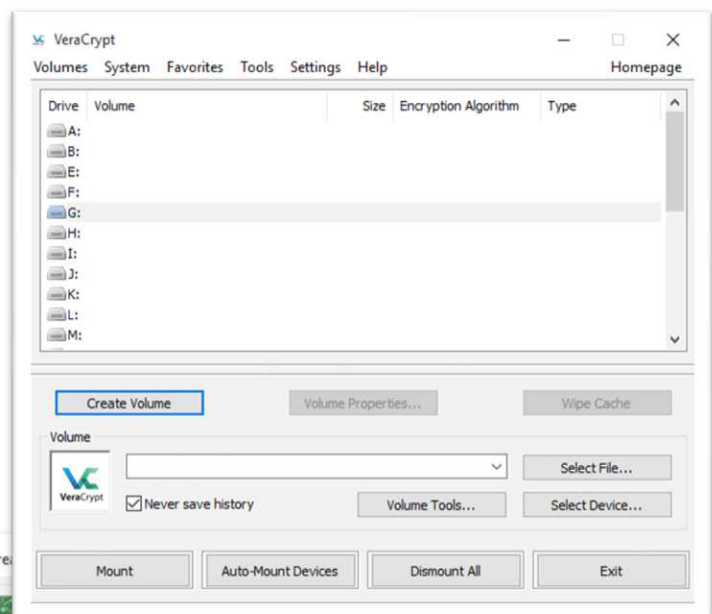 VeraCrypt
Volumes System Favorites Tools Settings Help Homepage
Drive Volume Size Encryption Algorithm Type
A:
B:
E:
F:
G:
H:
I:
J:
K:
L:
M:
Create Volume Volume Properties... Wipe Cache
Volume
VeraCrypt
Select File...
Never save history Volume Tools... Select Device...
Mount Auto-Mount Devices Dismount All Exit